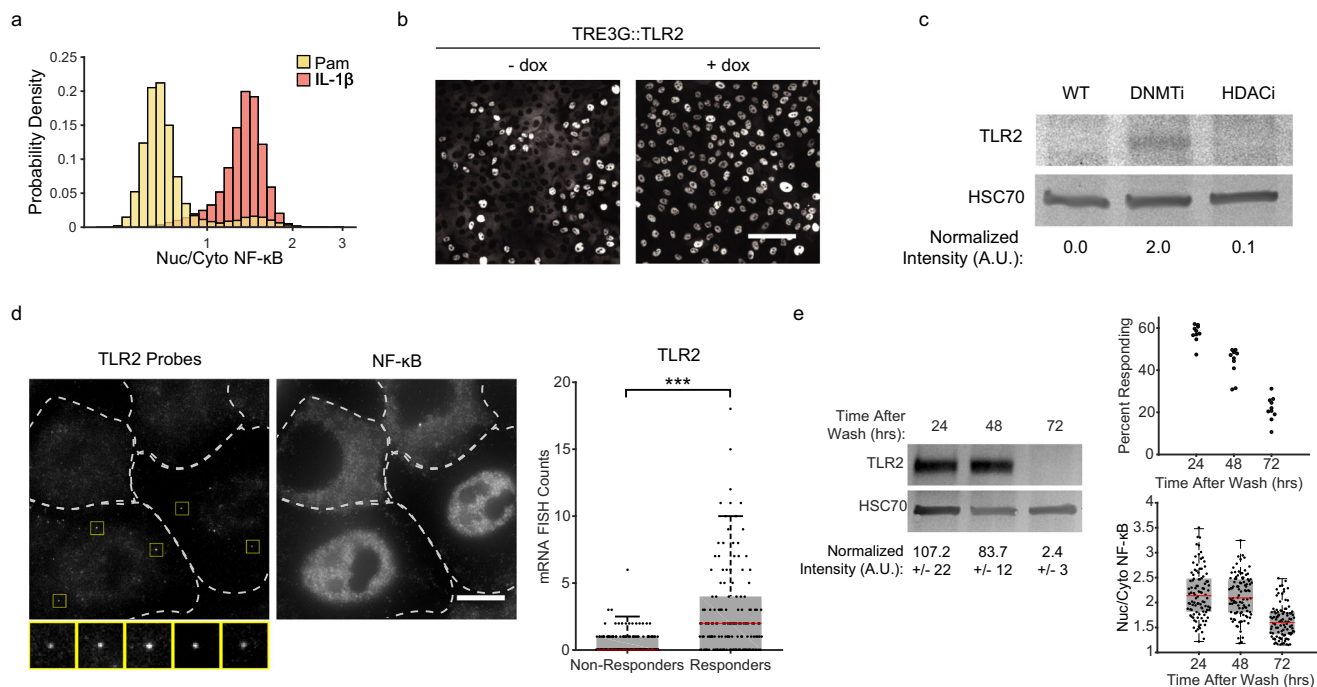 a
0.25
0.2
0.15
0.1
0.05
0
Probability Density
1
2
3
Nuc/Cyto NF-κB
Pam
IL-1β
b
TRE3G::TLR2
- dox
+ dox
c
WT
DNMTi
HDACi
TLR2
HSC70
Normalized
Intensity (A.U.):
0.0
2.0
0.1
d
TLR2 Probes
NF-κB
TLR2
***
20
15
10
5
0
mRNA FISH Counts
Non-Responders
Responders
e
Time After
Wash (hrs):
24
48
72
TLR2
HSC70
Normalized
Intensity (A.U.):
107.2
+/- 22
83.7
+/- 12
2.4
+/- 3
60
40
20
0
Percent Responding
24
48
72
Time After Wash (hrs)
4
3.5
3
2.5
2
1.5
1
Nuc/Cyto NF-κB
24
48
72
Time After Wash (hrs)